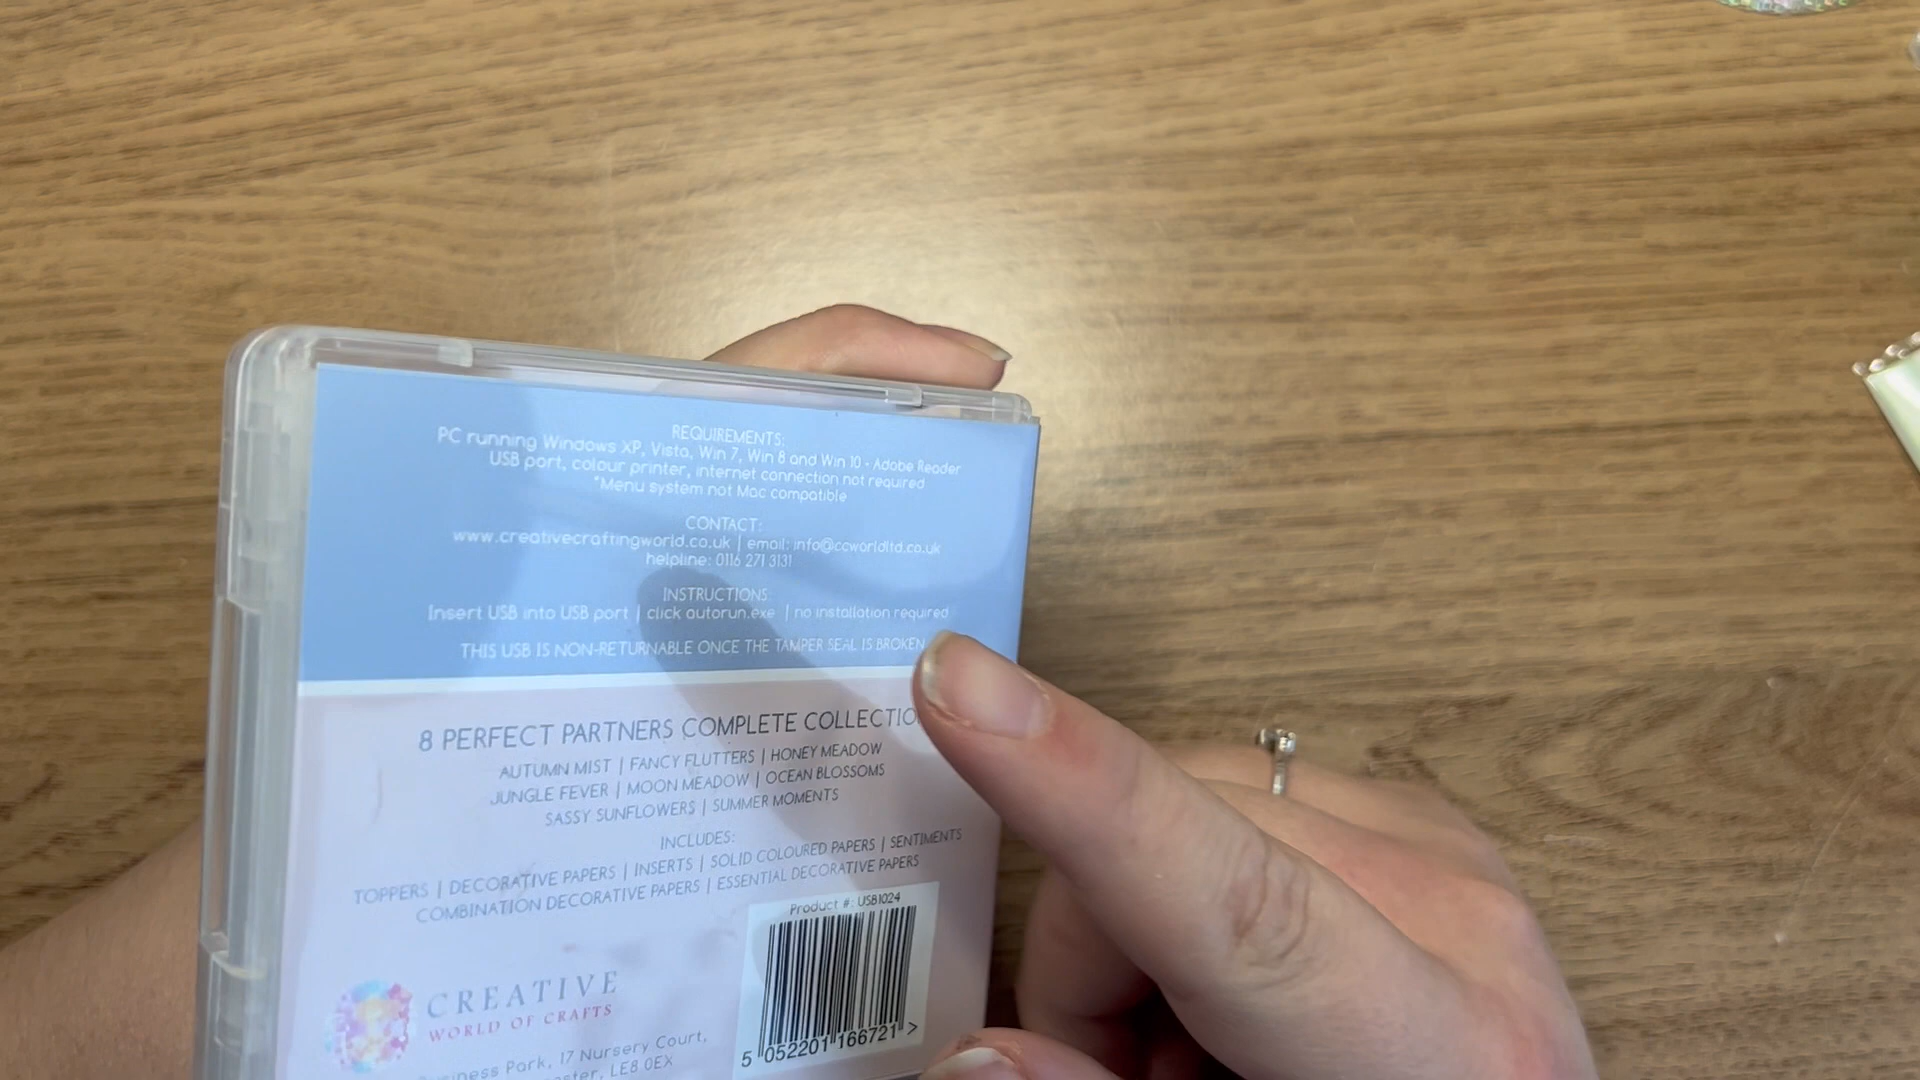 REQUIREMENTS:
PC running Windows XP, Vista, Win 7, Win 8 and Win 10 - Adobe Reader
USB port, colour printer, internet connection not required
*Menu system not Mac compatible
CONTACT:
www.creativecraftingworld.co.uk | email: info@ccworldltd.co.uk
helpline: 0116 271 3131
INSTRUCTIONS:
Insert USB into USB port | click autorun.exe | no installation required
THIS USB IS NON-RETURNABLE ONCE THE TAMPER SEAL IS BROKEN
8 PERFECT PARTNERS COMPLETE COLLECTIO
AUTUMN MIST | FANCY FLUTTERS | HONEY MEADOW
JUNGLE FEVER | MOON MEADOW | OCEAN BLOSSOMS
SASSY SUNFLOWERS | SUMMER MOMENTS
INCLUDES:
TOPPERS | DECORATIVE PAPERS | INSERTS | SOLID COLOURED PAPERS | SENTIMENTS
COMBINATION DECORATIVE PAPERS | ESSENTIAL DECORATIVE PAPERS
Product #: USB1024
5 052201 166721 >
CREATIVE
WORLD OF CRAFTS
Park, 17 Nursery Court,
LE8 0EX